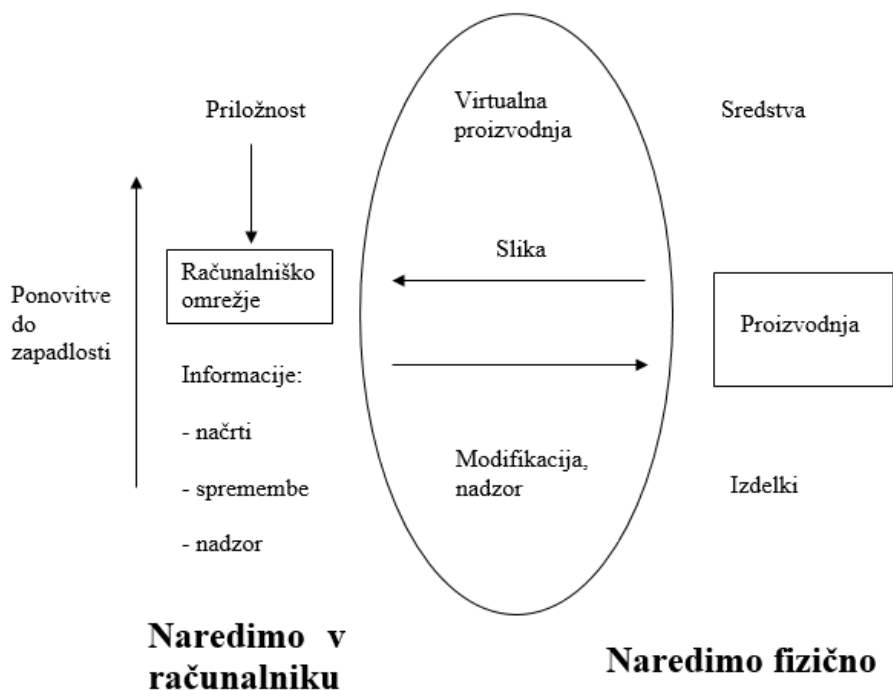 Priložnost
Virtualna
proizvodnja
Sredstva
Slika
Računalniško
omrežje
Ponovitve
do
zapadlosti
Proizvodnja
Informacije:
- načrti
- spremembe
- nadzor
Modifikacija,
nadzor
Izdelki
Naredimo v
računalniku
Naredimo fizično